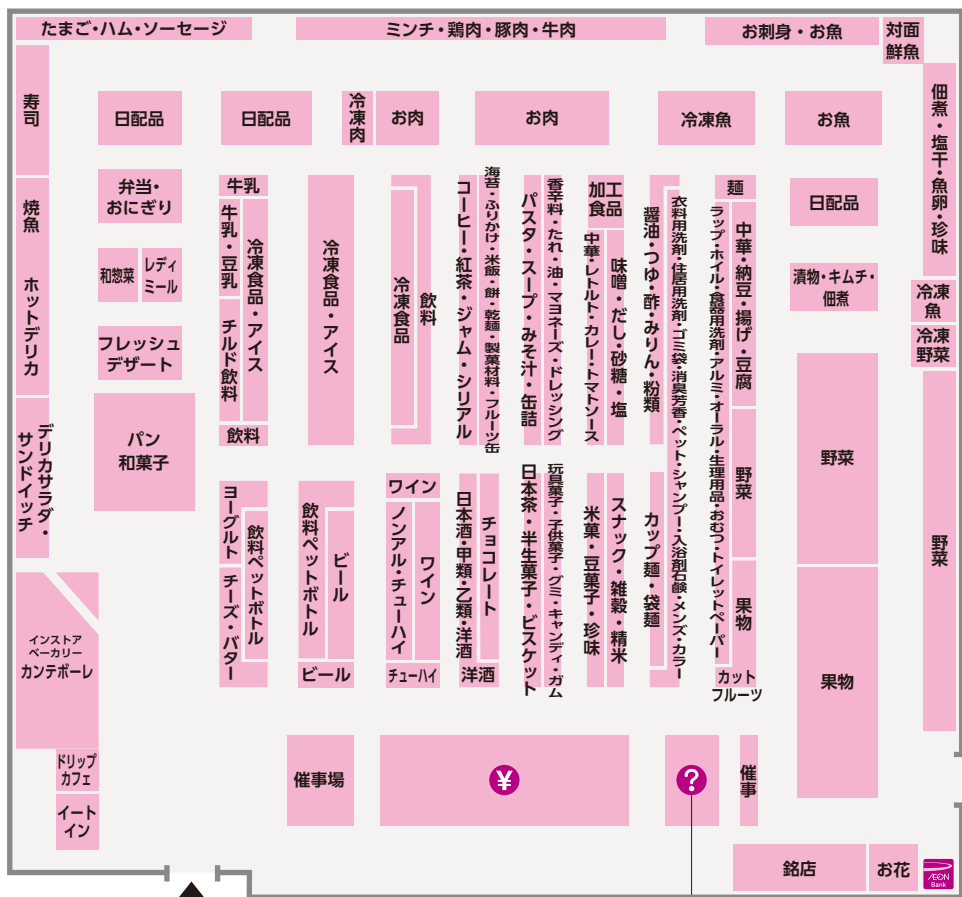 たまご・ハム・ソーセージ
ミンチ・鶏肉・豚肉・牛肉
お刺身・お魚
対面
鮮魚
寿司
日配品
日配品
冷凍肉
お肉
お肉
冷凍魚
お魚
佃煮・塩干・魚卵・珍味
焼魚
ホットデリカ
弁当・
おにぎり
和惣菜
レディ
ミール
フレッシュ
デザート
パン
和菓子
デリカサラダ・
サンドイッチ
牛乳
牛乳・豆乳
チルド飲料
冷凍食品・アイス
飲料
冷凍食品・アイス
冷凍食品
飲料
コーヒー・紅茶・ジャム・シリアル
海苔・ふりかけ・米飯・餅・乾麺・製菓材料・フルーツ缶
パスタ・スープ・みそ汁・缶詰
香辛料・たれ・油・マヨネーズ・ドレッシング
加工
食品
中華・レトルト・カレー・トマトソース
味噌・だし・砂糖・塩
醤油・つゆ・酢・みりん・粉類
衣料用洗剤・住居用洗剤・ゴミ袋・消臭芳香・ペット・シャンプー・入浴剤石鹸・メンズ・カラー
麺
ラップ・ホイル・食器用洗剤・アルミ・オーラル・生理用品・おむつ・トイレットペーパー
中華・納豆・揚げ・豆腐
野菜
果物
カット
フルーツ
日配品
漬物・キムチ・
佃煮
冷凍
魚
冷凍
野菜
野菜
果物
野菜
ヨーグルト
チーズ・バター
飲料ペットボトル
飲料ペットボトル
ビール
ビール
ワイン
ノンアル・チューハイ
ワイン
チューハイ
日本酒・甲類・乙類・洋酒
チョコレート
洋酒
日本茶・半生菓子・ビスケット
玩具菓子・子供菓子・グミ・キャンディ・ガム
米菓・豆菓子・珍味
スナック・雑穀・精米
カップ麺・袋麺
インストア
ベーカリー
カンテボーレ
ドリップ
カフェ
イート
イン
催事場
¥
?
催事
銘店
お花
ÆON
Bank